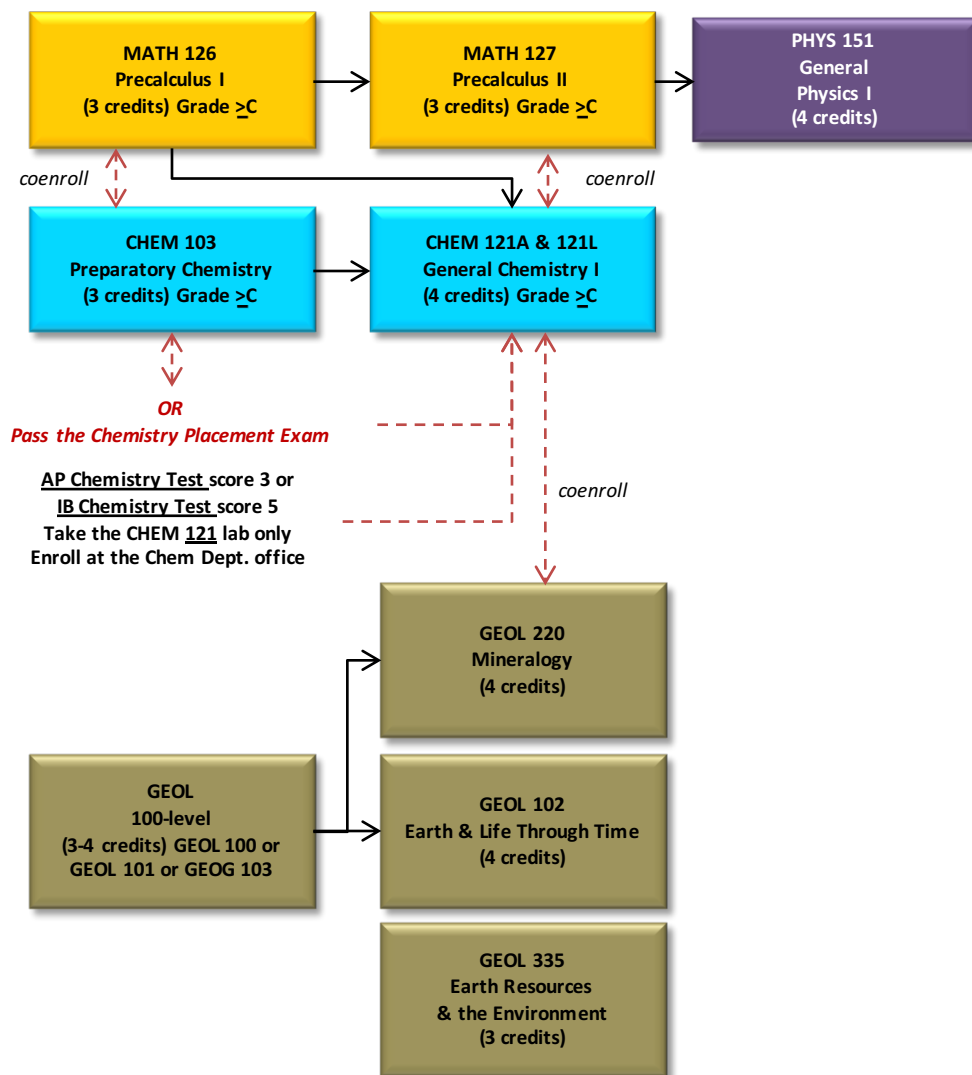 MATH 126
Precalculus I
(3 credits) Grade >C
MATH 127
Precalculus II
(3 credits) Grade >C
PHYS 151
General
Physics I
(4 credits)
coenroll
coenroll
CHEM 103
Preparatory Chemistry
(3 credits) Grade >C
CHEM 121A & 121L
General Chemistry I
(4 credits) Grade >C
OR
Pass the Chemistry Placement Exam
AP Chemistry Test score 3 or
IB Chemistry Test score 5
Take the CHEM 121 lab only
Enroll at the Chem Dept. office
coenroll
GEOL 220
Mineralogy
(4 credits)
GEOL
100-level
(3-4 credits) GEOL 100 or
GEOL 101 or GEOG 103
GEOL 102
Earth & Life Through Time
(4 credits)
GEOL 335
Earth Resources
& the Environment
(3 credits)